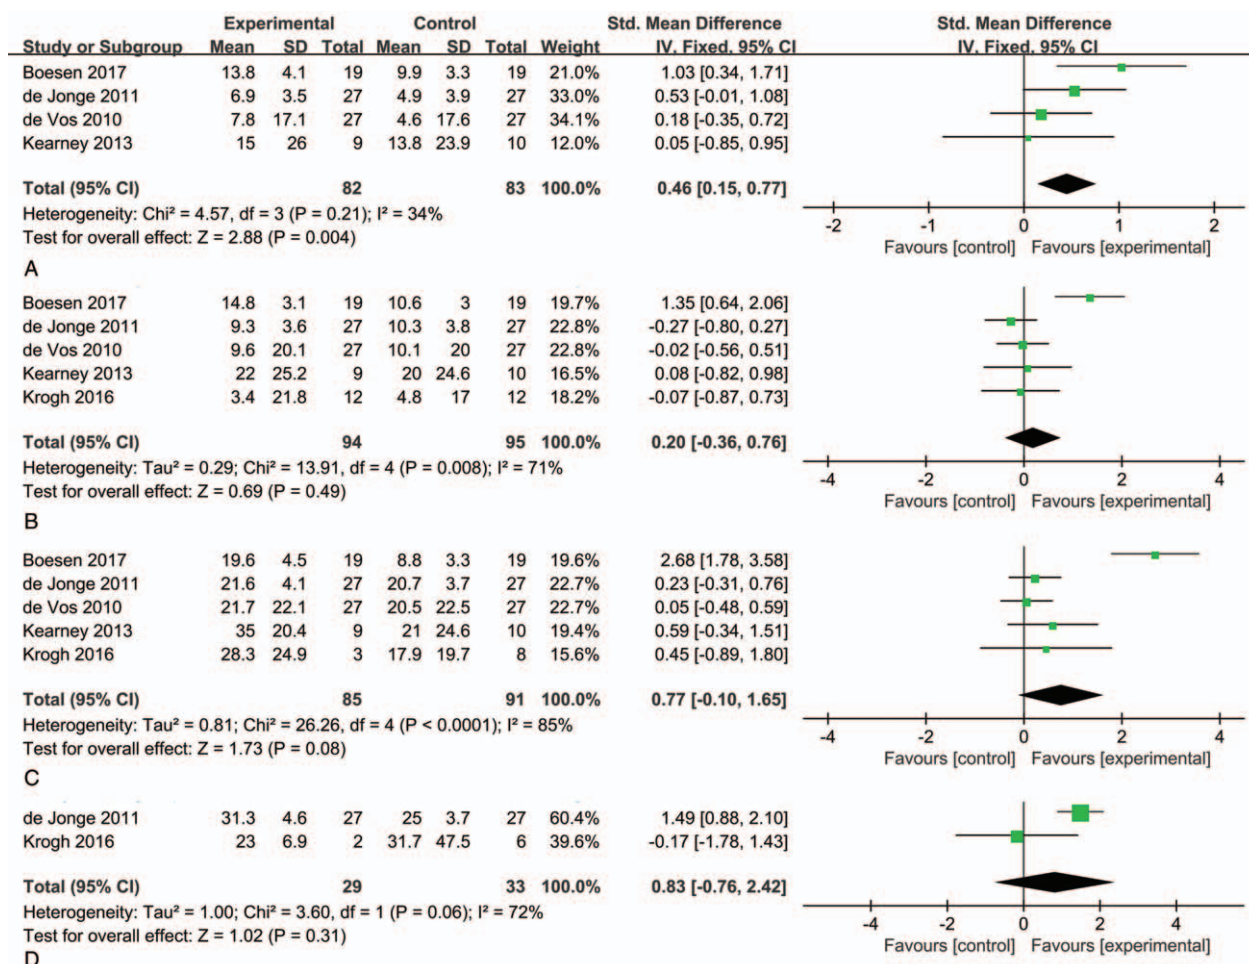 Experimental Control Std. Mean Difference Std. Mean Difference
Study or Subgroup Mean SD Total Mean SD Total Weight IV, Fixed, 95% CI IV, Fixed, 95% CI
Boesen 2017 13.8 4.1 19 9.9 3.3 19 21.0% 1.03 [0.34, 1.71]
de Jonge 2011 6.9 3.5 27 4.9 3.9 27 33.0% 0.53 [-0.01, 1.08]
de Vos 2010 7.8 17.1 27 4.6 17.6 27 34.1% 0.18 [-0.35, 0.72]
Kearney 2013 15 26 9 13.8 23.9 10 12.0% 0.05 [-0.85, 0.95]
Total (95% CI) 82 83 100.0% 0.46 [0.15, 0.77]
Heterogeneity: Chi² = 4.57, df = 3 (P = 0.21); I² = 34%
Test for overall effect: Z = 2.88 (P = 0.004)
-2 -1 0 1 2
Favours [control] Favours [experimental]
A
Boesen 2017 14.8 3.1 19 10.6 3 19 19.7% 1.35 [0.64, 2.06]
de Jonge 2011 9.3 3.6 27 10.3 3.8 27 22.8% -0.27 [-0.80, 0.27]
de Vos 2010 9.6 20.1 27 10.1 20 27 22.8% -0.02 [-0.56, 0.51]
Kearney 2013 22 25.2 9 20 24.6 10 16.5% 0.08 [-0.82, 0.98]
Krogh 2016 3.4 21.8 12 4.8 17 12 18.2% -0.07 [-0.87, 0.73]
Total (95% CI) 94 95 100.0% 0.20 [-0.36, 0.76]
Heterogeneity: Tau² = 0.29; Chi² = 13.91, df = 4 (P = 0.008); I² = 71%
Test for overall effect: Z = 0.69 (P = 0.49)
-4 -2 0 2 4
Favours [control] Favours [experimental]
B
Boesen 2017 19.6 4.5 19 8.8 3.3 19 19.6% 2.68 [1.78, 3.58]
de Jonge 2011 21.6 4.1 27 20.7 3.7 27 22.7% 0.23 [-0.31, 0.76]
de Vos 2010 21.7 22.1 27 20.5 22.5 27 22.7% 0.05 [-0.48, 0.59]
Kearney 2013 35 20.4 9 21 24.6 10 19.4% 0.59 [-0.34, 1.51]
Krogh 2016 28.3 24.9 3 17.9 19.7 8 15.6% 0.45 [-0.89, 1.80]
Total (95% CI) 85 91 100.0% 0.77 [-0.10, 1.65]
Heterogeneity: Tau² = 0.81; Chi² = 26.26, df = 4 (P < 0.0001); I² = 85%
Test for overall effect: Z = 1.73 (P = 0.08)
-4 -2 0 2 4
Favours [control] Favours [experimental]
C
de Jonge 2011 31.3 4.6 27 25 3.7 27 60.4% 1.49 [0.88, 2.10]
Krogh 2016 23 6.9 2 31.7 47.5 6 39.6% -0.17 [-1.78, 1.43]
Total (95% CI) 29 33 100.0% 0.83 [-0.76, 2.42]
Heterogeneity: Tau² = 1.00; Chi² = 3.60, df = 1 (P = 0.06); I² = 72%
Test for overall effect: Z = 1.02 (P = 0.31)
-4 -2 0 2 4
Favours [control] Favours [experimental]
D